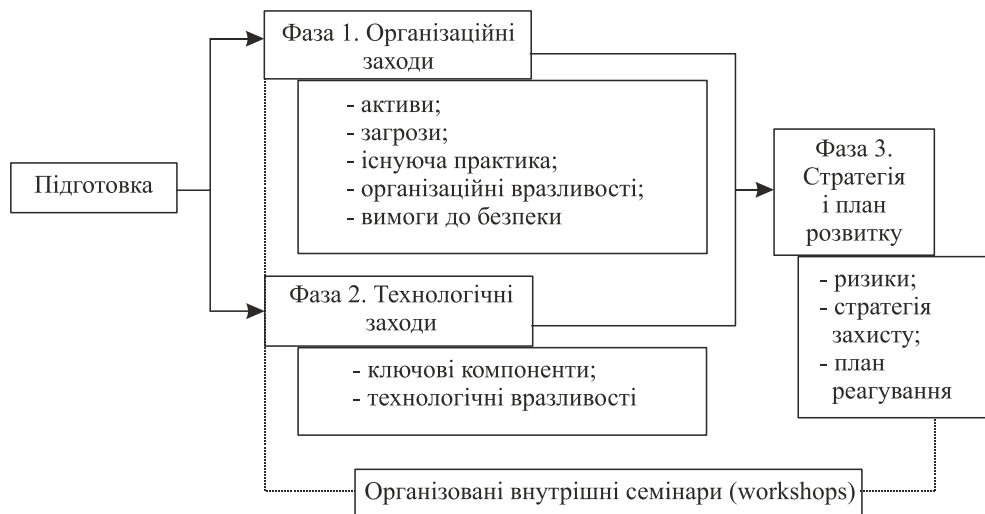 Підготовка
Фаза 1. Організаційні
заходи
- активи;
- загрози;
- існуюча практика;
- організаційні вразливості;
- вимоги до безпеки
Фаза 2. Технологічні
заходи
- ключові компоненти;
- технологічні вразливості
Фаза 3.
Стратегія
і план
розвитку
- ризики;
- стратегія
захисту;
- план
реагування
Організовані внутрішні семінари (workshops)